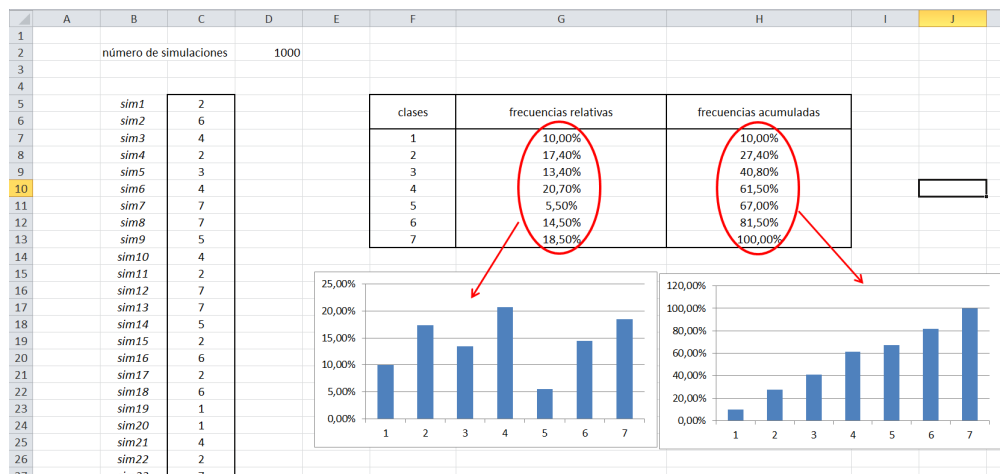 A B C D E F G H I J
1
2 número de simulaciones 1000
3
4
5 sim1 2
clases frecuencias relativas frecuencias acumuladas
6 sim2 6
7 sim3 4 1 10,00% 10,00%
8 sim4 2 2 17,40% 27,40%
9 sim5 3 3 13,40% 40,80%
10 sim6 4 4 20,70% 61,50%
11 sim7 7 5 5,50% 67,00%
12 sim8 7 6 14,50% 81,50%
13 sim9 5 7 18,50% 100,00%
14 sim10 4
15 sim11 2
16 sim12 7
17 sim13 7
18 sim14 5
19 sim15 2
20 sim16 6
21 sim17 2
22 sim18 6
23 sim19 1
24 sim20 1
25 sim21 4
26 sim22 2
25,00%
20,00%
15,00%
10,00%
5,00%
0,00%
1 2 3 4 5 6 7
120,00%
100,00%
80,00%
60,00%
40,00%
20,00%
0,00%
1 2 3 4 5 6 7